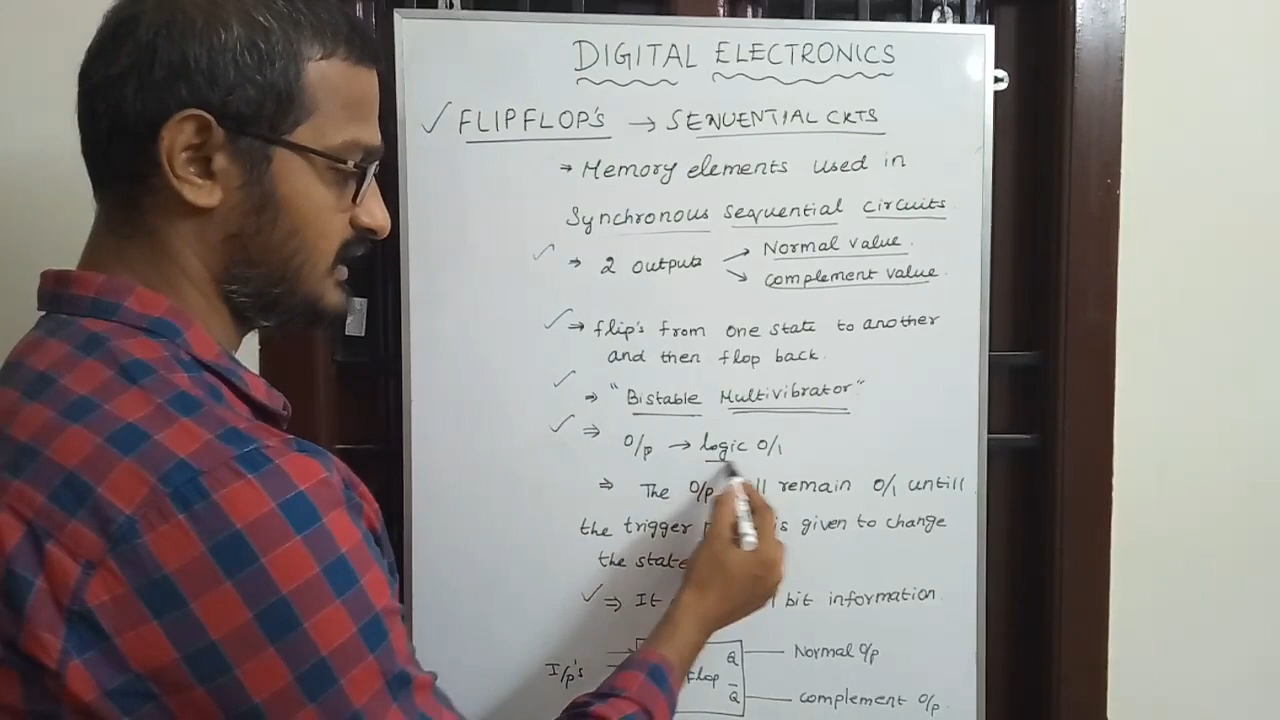 DIGITAL ELECTRONICS
✓ FLIPFLOP's → SEQUENTIAL CKTS
→ Memory elements used in
Synchronous Sequential Circuits
✓ → 2 outputs → Normal value.
→ complement value.
✓ → flip's from one state to another
and then flop back.
✓ → "Bistable Multivibrator"
✓ ⇒ O/p → logic 0/1
⇒ The O/p remain 0/1 untill
the trigger is given to change
the state
✓ ⇒ It bit information
I/p's flop Q Normal O/p
Q̅ complement O/p